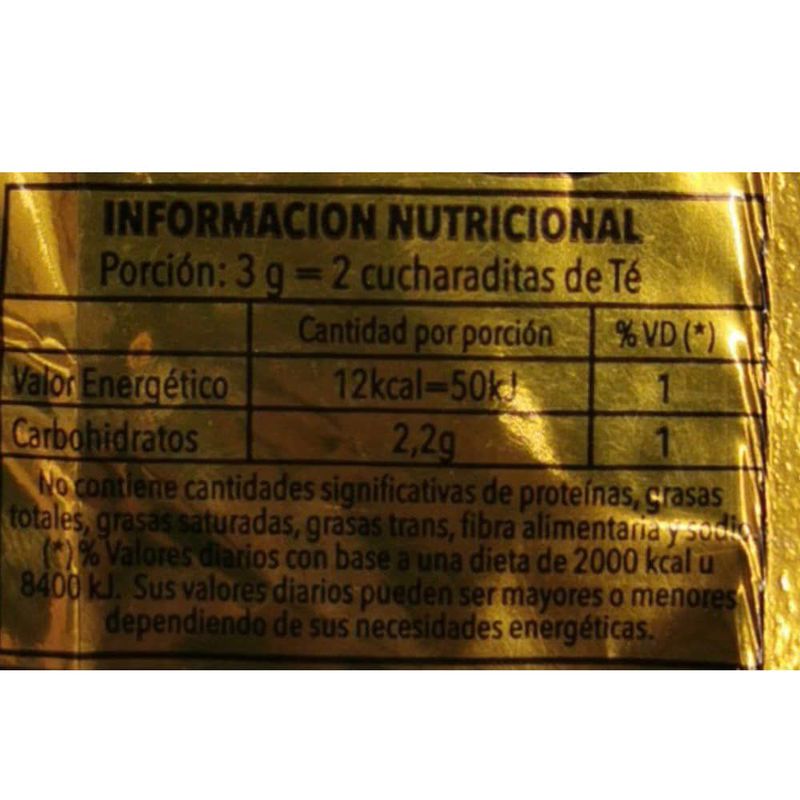 INFORMACION NUTRICIONAL
Porción: 3 g = 2 cucharaditas de Té
Cantidad por porción % VD (*)
Valor Energético 12kcal=50kJ 1
Carbohidratos 2,2g 1
No contiene cantidades significativas de proteínas, grasas
totales, grasas saturadas, grasas trans, fibra alimentaria y sodio
(*) % Valores diarios con base a una dieta de 2000 kcal u
8400 kJ. Sus valores diarios pueden ser mayores o menores
dependiendo de sus necesidades energéticas.